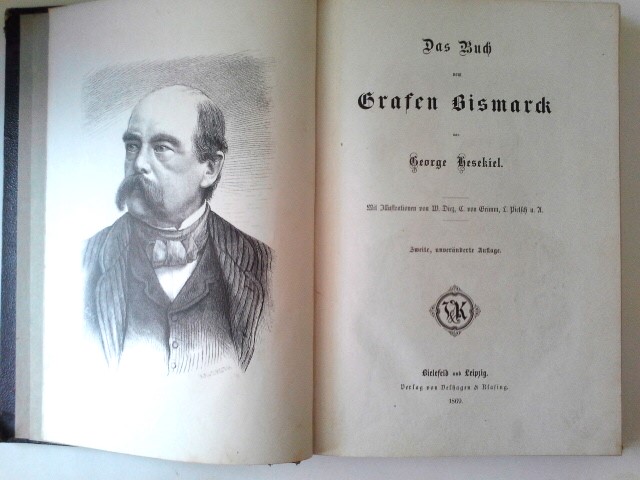 Das Buch
vom
Grafen Bismarck
von
George Hesekiel.
Mit Illustrationen von W. Diez, C. von Grimm, L. Pietsch u. A.
Zweite, unveränderte Auflage.
V&K
Bielefeld und Leipzig.
Verlag von Velhagen & Klasing.
1869.